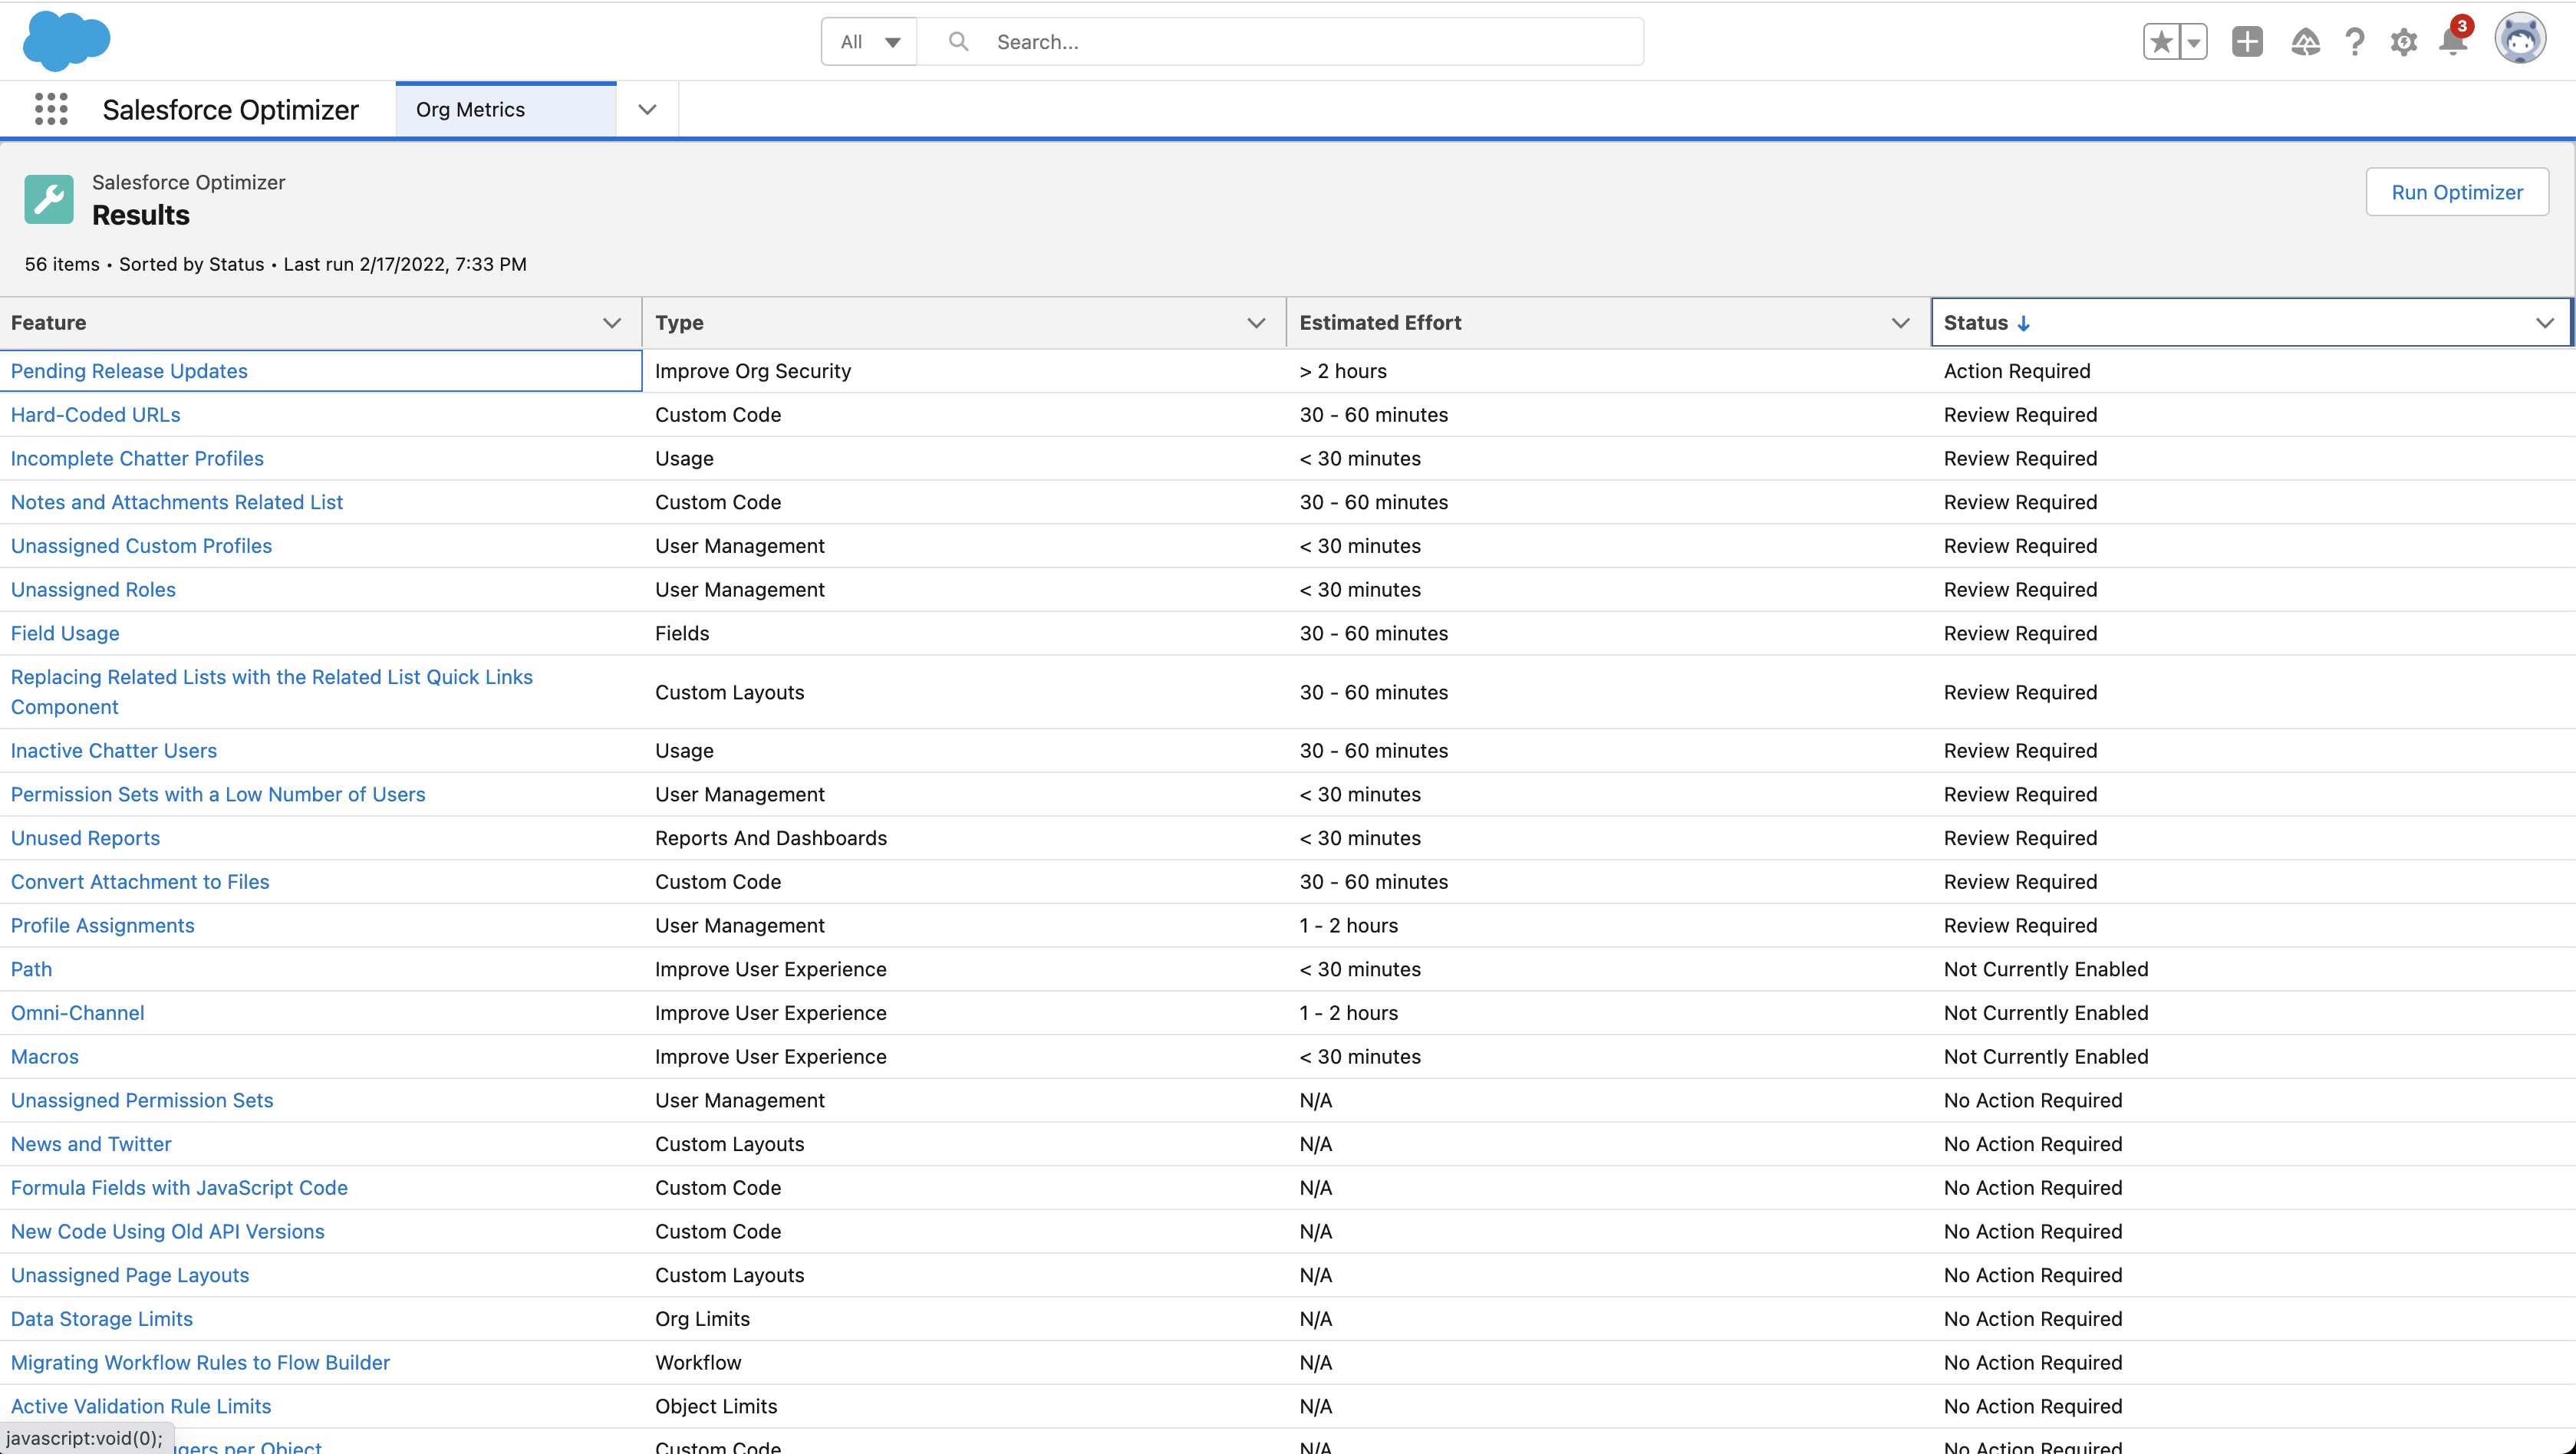 All
Search...
3
Salesforce Optimizer
Org Metrics
Salesforce Optimizer
Results
Run Optimizer
56 items • Sorted by Status • Last run 2/17/2022, 7:33 PM
Feature Type Estimated Effort Status
Pending Release Updates Improve Org Security > 2 hours Action Required
Hard-Coded URLs Custom Code 30 - 60 minutes Review Required
Incomplete Chatter Profiles Usage < 30 minutes Review Required
Notes and Attachments Related List Custom Code 30 - 60 minutes Review Required
Unassigned Custom Profiles User Management < 30 minutes Review Required
Unassigned Roles User Management < 30 minutes Review Required
Field Usage Fields 30 - 60 minutes Review Required
Replacing Related Lists with the Related List Quick Links
Component Custom Layouts 30 - 60 minutes Review Required
Inactive Chatter Users Usage 30 - 60 minutes Review Required
Permission Sets with a Low Number of Users User Management < 30 minutes Review Required
Unused Reports Reports And Dashboards < 30 minutes Review Required
Convert Attachment to Files Custom Code 30 - 60 minutes Review Required
Profile Assignments User Management 1 - 2 hours Review Required
Path Improve User Experience < 30 minutes Not Currently Enabled
Omni-Channel Improve User Experience 1 - 2 hours Not Currently Enabled
Macros Improve User Experience < 30 minutes Not Currently Enabled
Unassigned Permission Sets User Management N/A No Action Required
News and Twitter Custom Layouts N/A No Action Required
Formula Fields with JavaScript Code Custom Code N/A No Action Required
New Code Using Old API Versions Custom Code N/A No Action Required
Unassigned Page Layouts Custom Layouts N/A No Action Required
Data Storage Limits Org Limits N/A No Action Required
Migrating Workflow Rules to Flow Builder Workflow N/A No Action Required
Active Validation Rule Limits Object Limits N/A No Action Required
javascript:void(0);
per Object Custom Code N/A No Action Required